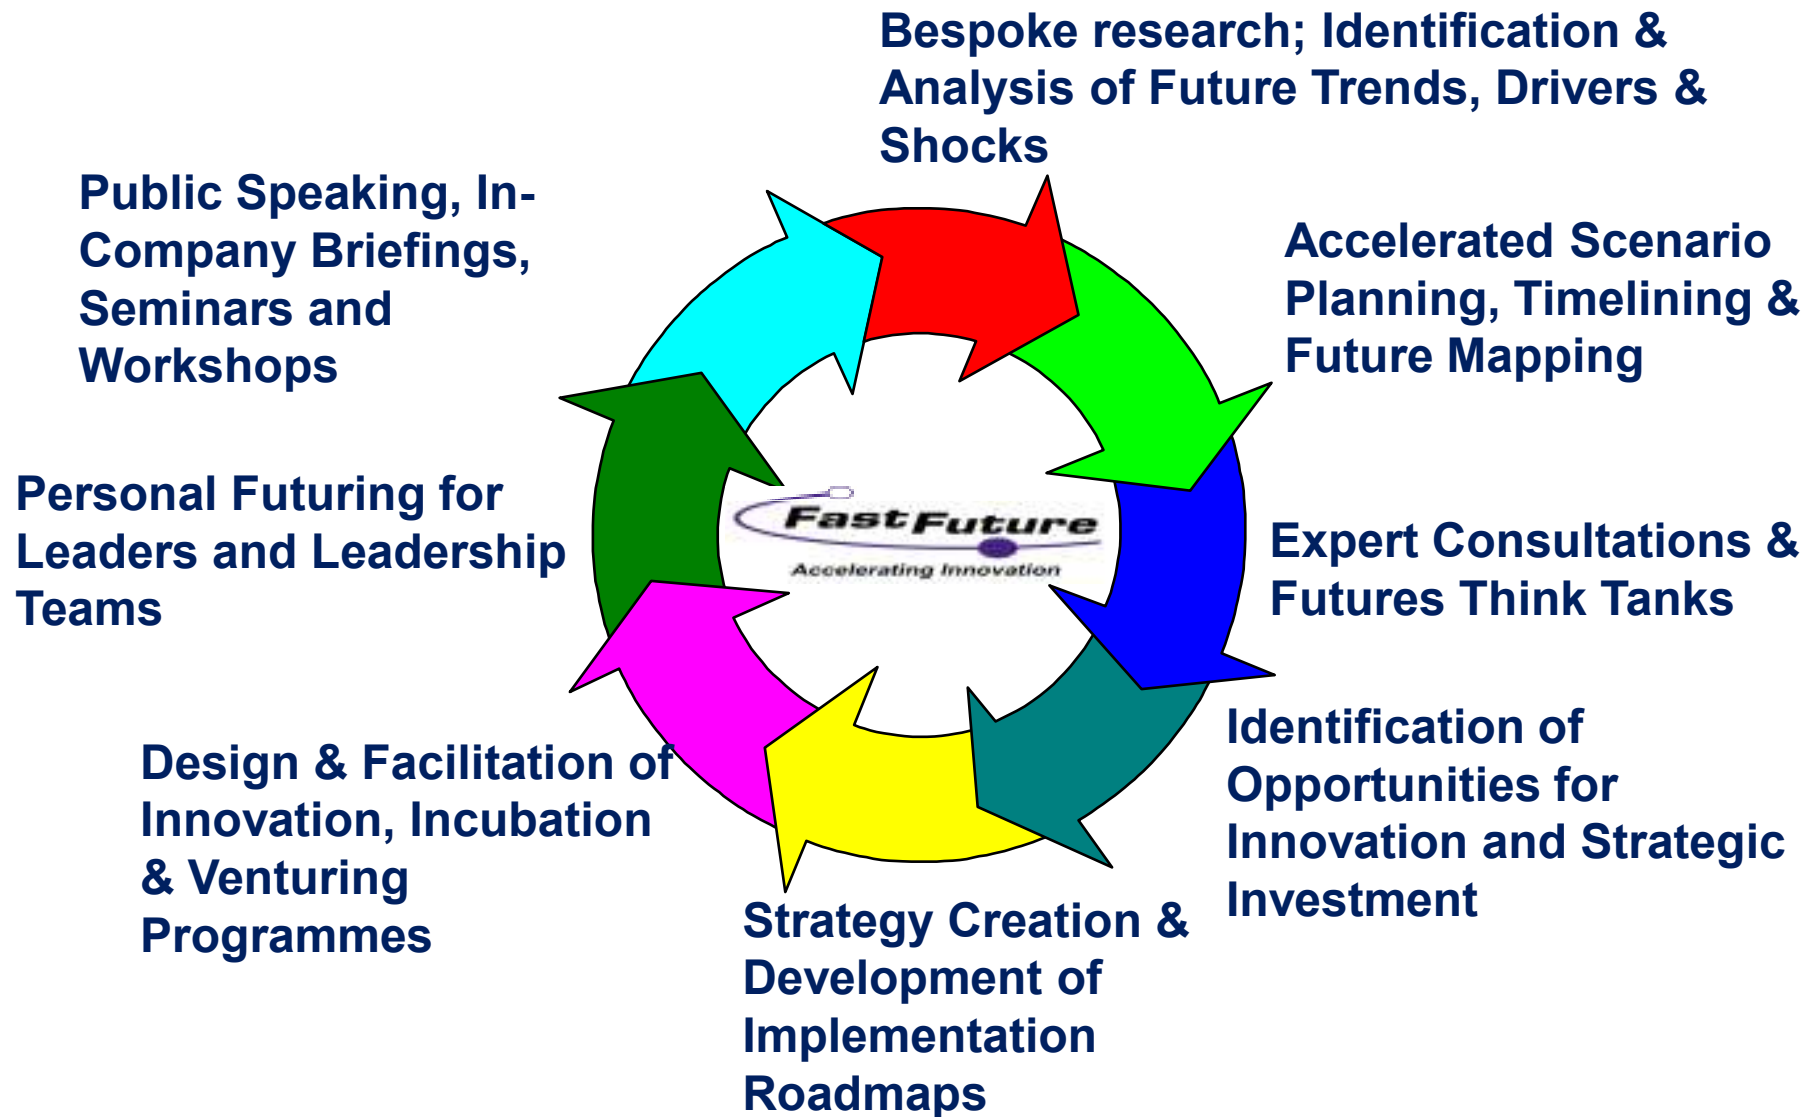 Bespoke research; Identification &
Analysis of Future Trends, Drivers &
Shocks
Accelerated Scenario
Planning, Timelining &
Future Mapping
Expert Consultations &
Futures Think Tanks
Identification of
Opportunities for
Innovation and Strategic
Investment
Strategy Creation &
Development of
Implementation
Roadmaps
Design & Facilitation of
Innovation, Incubation
& Venturing
Programmes
Personal Futuring for
Leaders and Leadership
Teams
Public Speaking, In-
Company Briefings,
Seminars and
Workshops
FastFuture
Accelerating Innovation